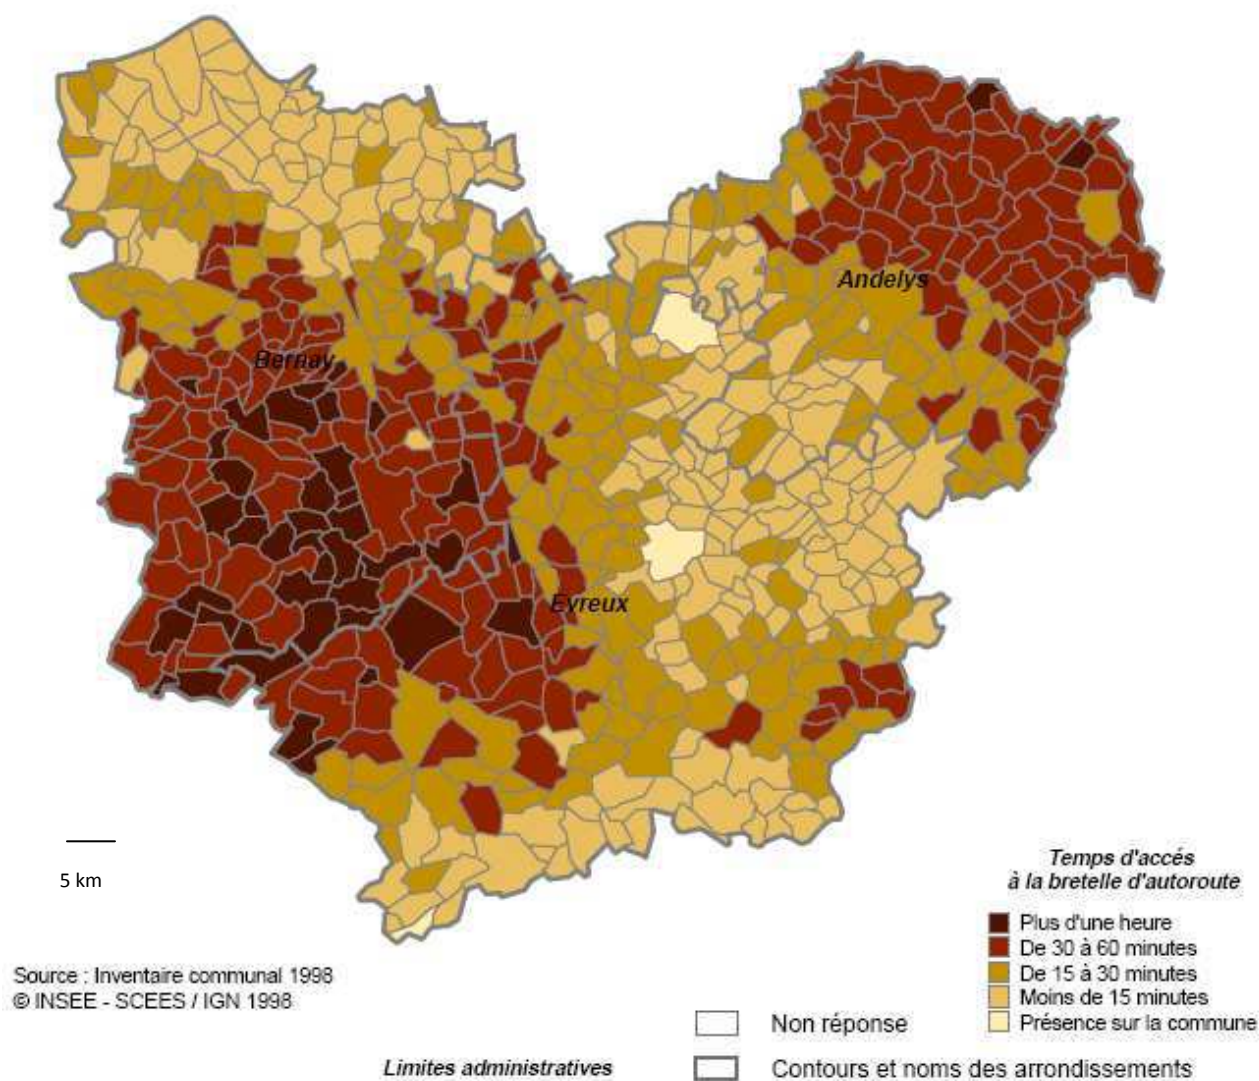 Andelys
Bernay
Evreux
5 km
Temps d'accés
à la bretelle d'autoroute
Plus d'une heure
De 30 à 60 minutes
De 15 à 30 minutes
Moins de 15 minutes
Présence sur la commune
Source : Inventaire communal 1998
© INSEE - SCEES / IGN 1998
Non réponse
Limites administratives
Contours et noms des arrondissements